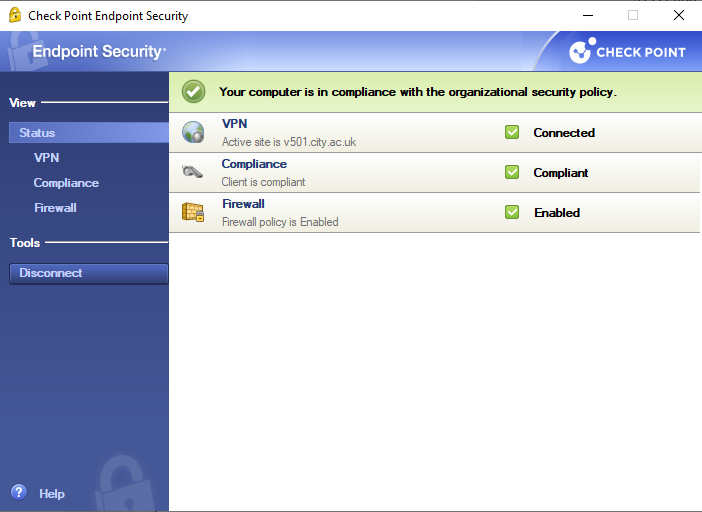 Check Point Endpoint Security
Endpoint Security
CHECK POINT
Your computer is in compliance with the organizational security policy.
View
Status
VPN
Compliance
Firewall
Tools
Disconnect
VPN
Active site is v501.city.ac.uk
Connected
Compliance
Client is compliant
Compliant
Firewall
Firewall policy is Enabled
Enabled
? Help